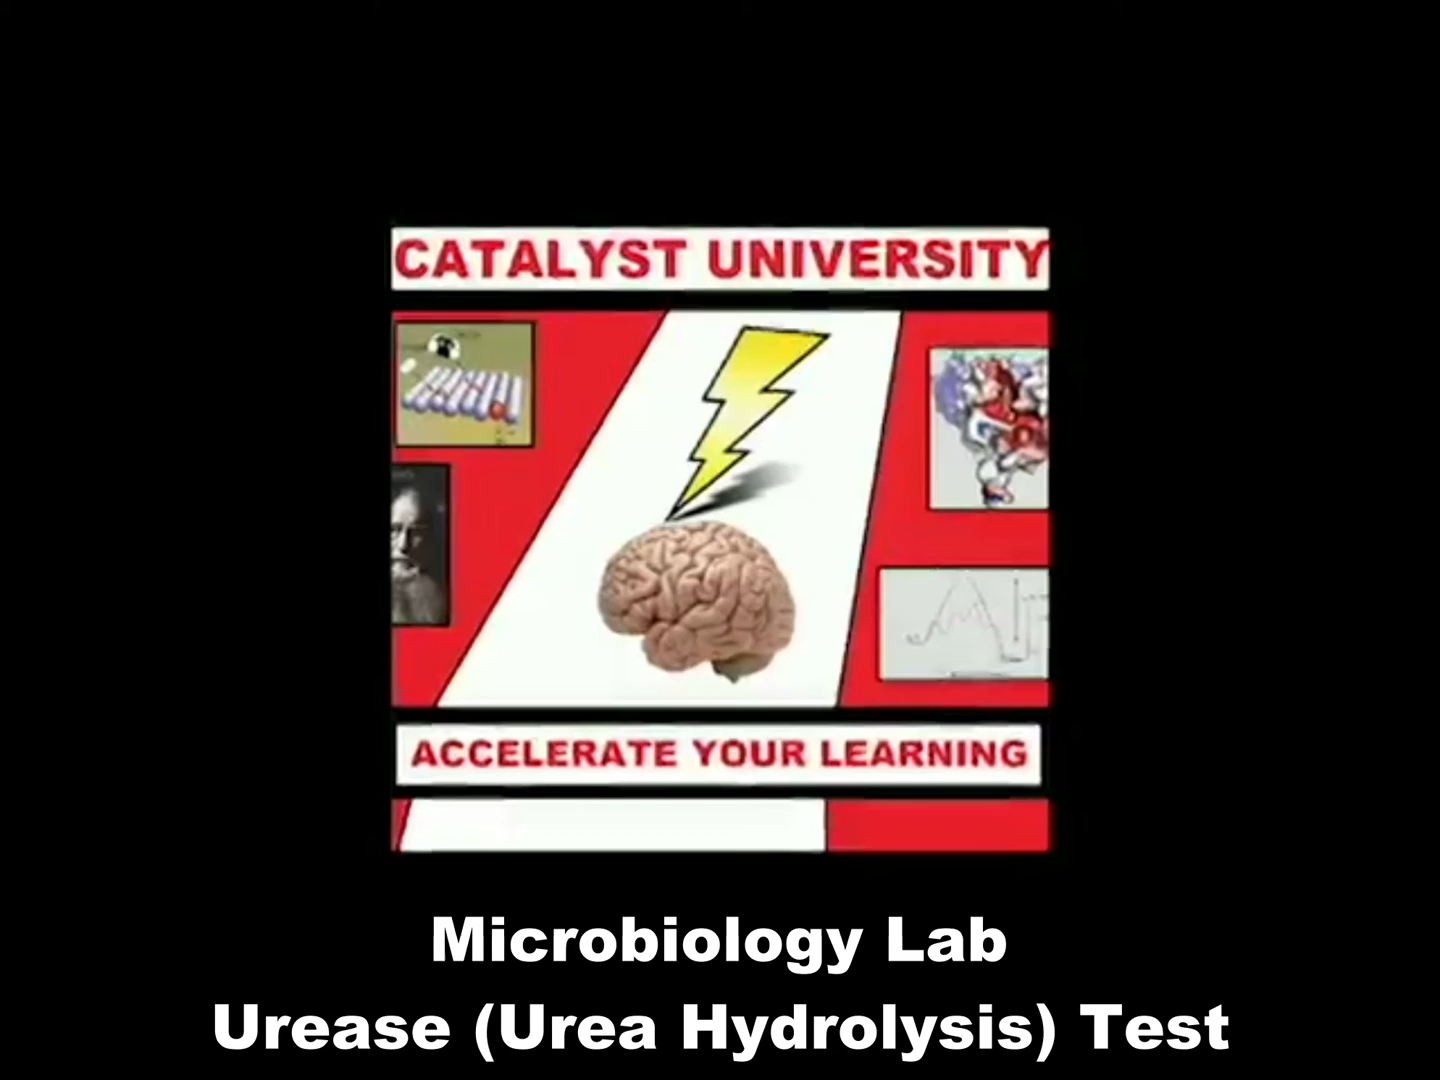 CATALYST UNIVERSITY
ACCELERATE YOUR LEARNING
Microbiology Lab
Urease (Urea Hydrolysis) Test